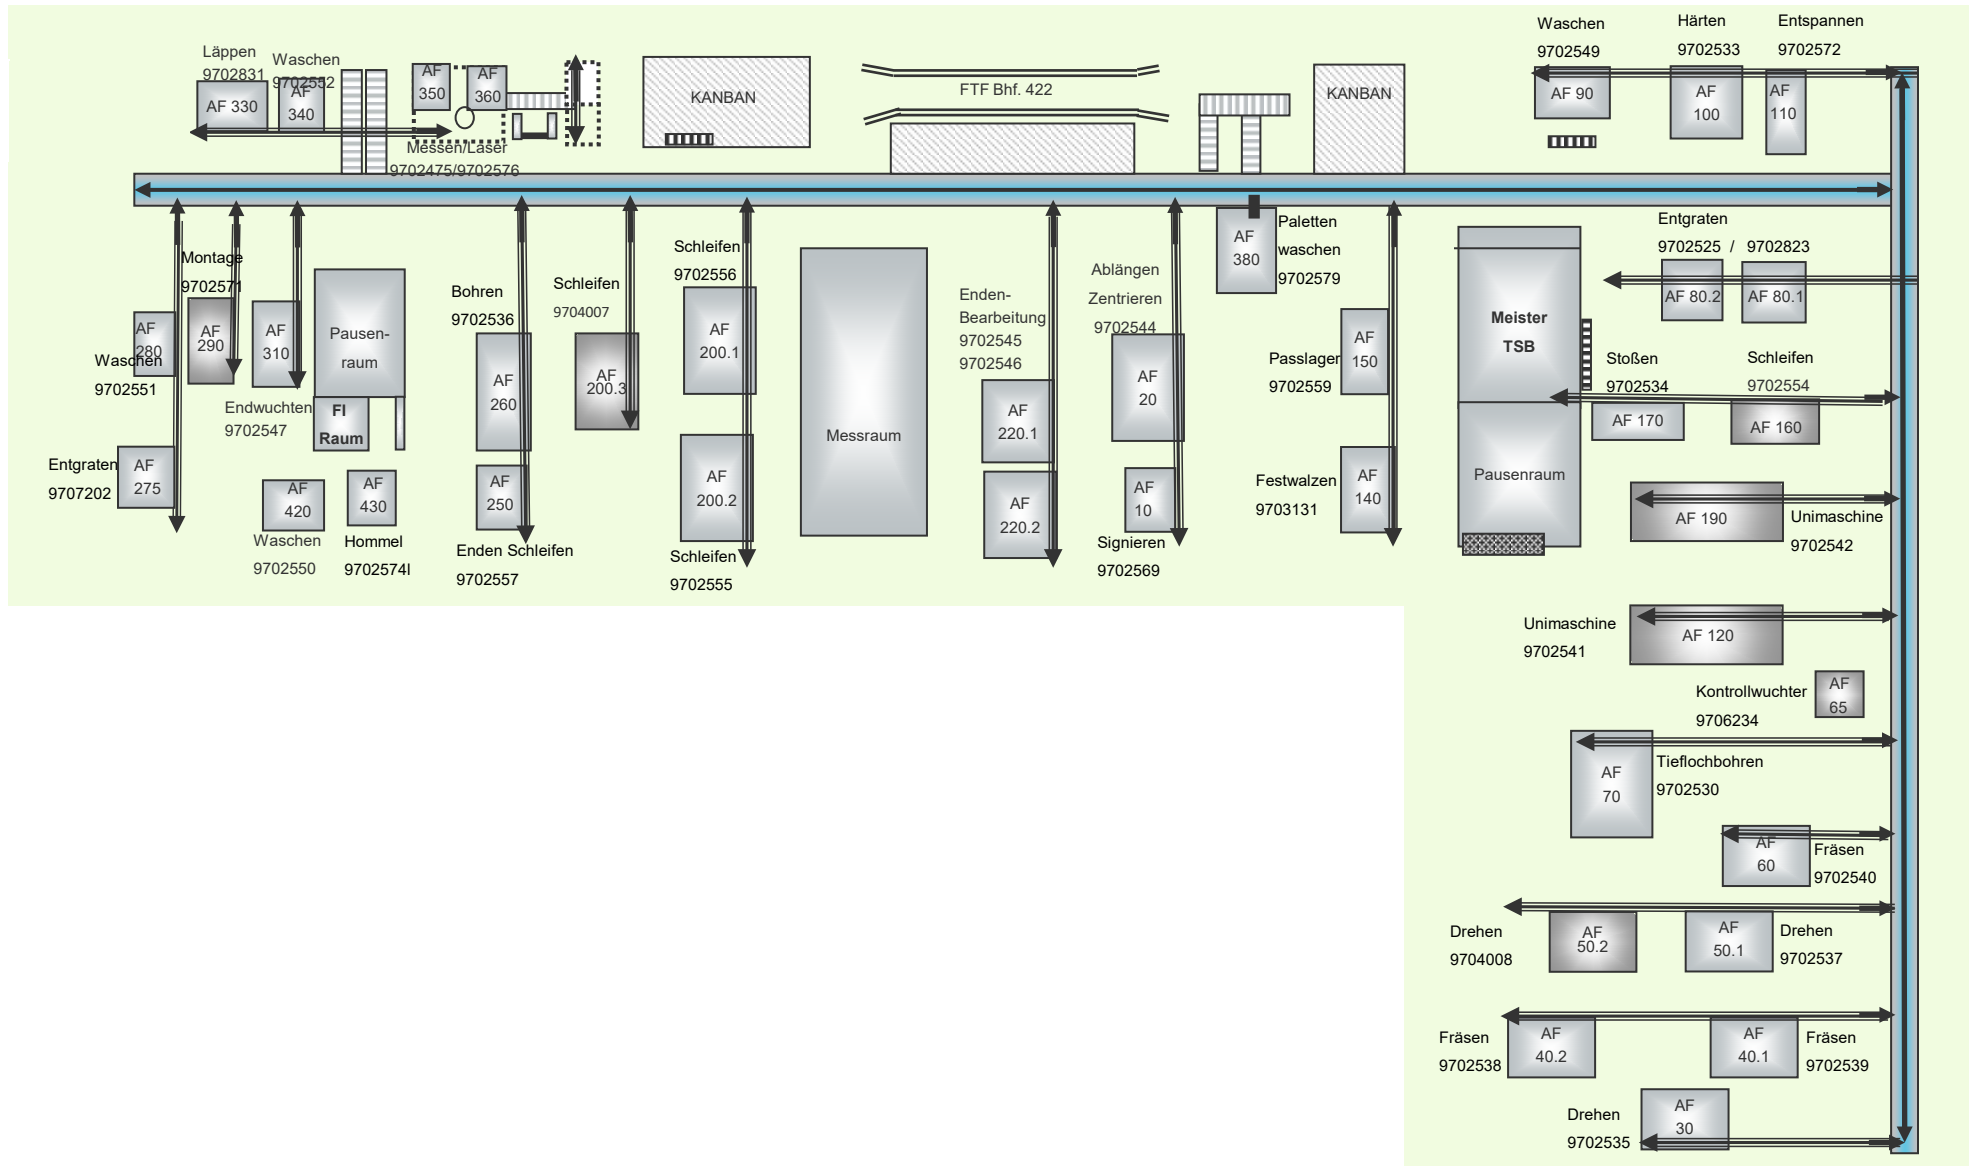 Läppen
9702831
AF 330
Waschen
9702552
AF
340
AF
350
AF
360
Messen/Laser
9702475/9702576
KANBAN
FTF Bhf. 422
KANBAN
Waschen
9702549
AF 90
Härten
9702533
AF
100
Entspannen
9702572
AF
110
Montage
9702571
AF
280
Waschen
9702551
AF
290
AF
310
Endwuchten
9702547
Pausen-
raum
FI
Raum
Entgraten
9707202
AF
275
AF
420
Waschen
9702550
AF
430
Hommel
9702574I
Bohren
9702536
AF
260
AF
250
Enden Schleifen
9702557
Schleifen
9704007
AF
200.3
Schleifen
9702556
AF
200.1
AF
200.2
Schleifen
9702555
Messraum
Enden-
Bearbeitung
9702545
9702546
AF
220.1
AF
220.2
Ablängen
Zentrieren
9702544
AF
20
AF
10
Signieren
9702569
AF
380
Paletten
waschen
9702579
Passlager
9702559
AF
150
Festwalzen
9703131
AF
140
Meister
TSB
Pausenraum
Entgraten
9702525 / 9702823
AF 80.2
AF 80.1
Stoßen
9702534
AF 170
Schleifen
9702554
AF 160
AF 190
Unimaschine
9702542
Unimaschine
9702541
AF 120
Kontrollwuchter
9706234
AF
65
AF
70
Tieflochbohren
9702530
AF
60
Fräsen
9702540
Drehen
9704008
AF
50.2
AF
50.1
Drehen
9702537
Fräsen
9702538
AF
40.2
AF
40.1
Fräsen
9702539
Drehen
9702535
AF
30